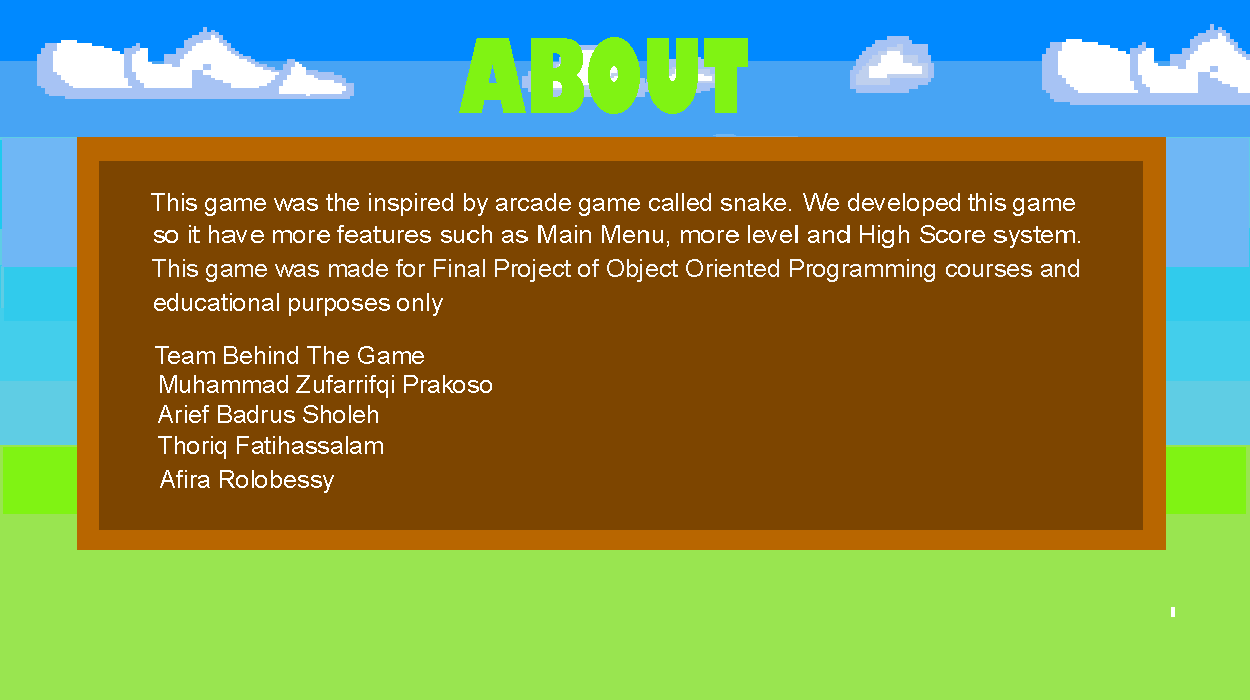 ABOUT
This game was the inspired by arcade game called snake. We developed this game
so it have more features such as Main Menu, more level and High Score system.
This game was made for Final Project of Object Oriented Programming courses and
educational purposes only
Team Behind The Game
Muhammad Zufarrifqi Prakoso
Arief Badrus Sholeh
Thoriq Fatihassalam
Afira Rolobessy